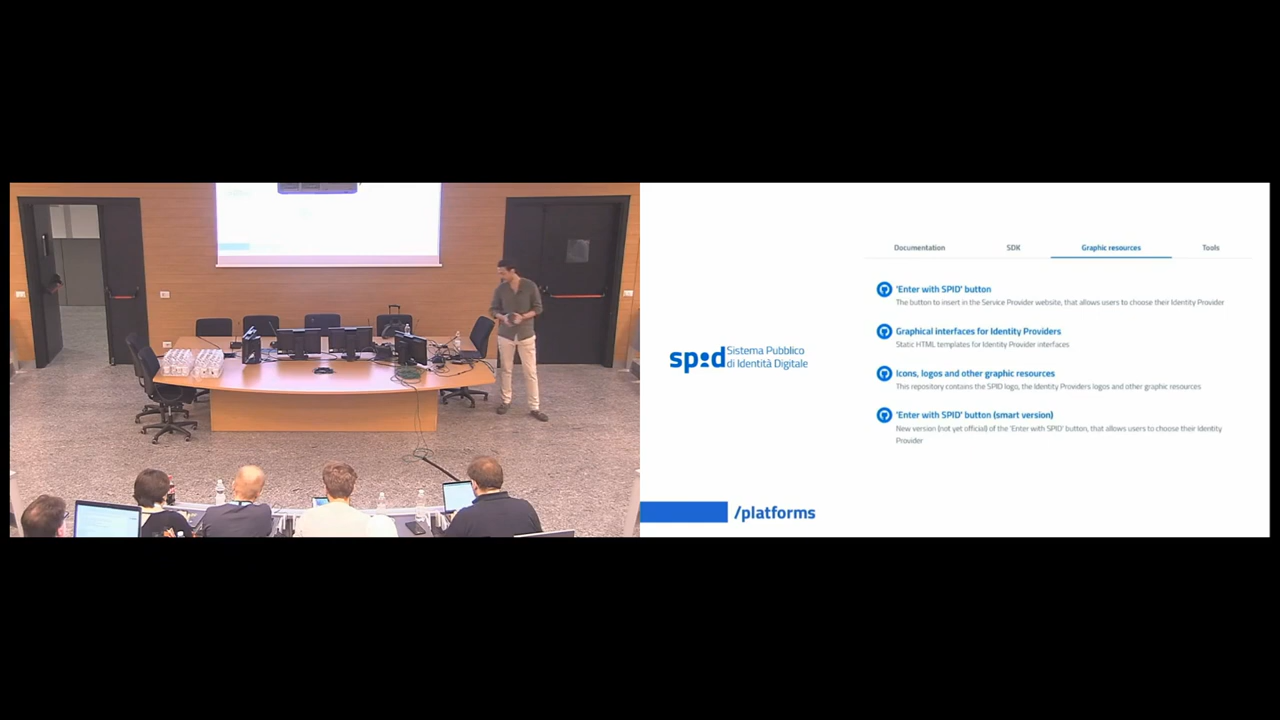 Documentation SDK Graphic resources Tools
'Enter with SPID' button
The button to insert in the Service Provider website, that allows users to choose their Identity Provider
Graphical interfaces for Identity Providers
Static HTML templates for Identity Provider interfaces
spid Sistema Pubblico
di Identità Digitale
Icons, logos and other graphic resources
This repository contains the SPID logo, the Identity Providers logos and other graphic resources
'Enter with SPID' button (smart version)
New version (not yet official) of the 'Enter with SPID' button, that allows users to choose their Identity
Provider
/platforms